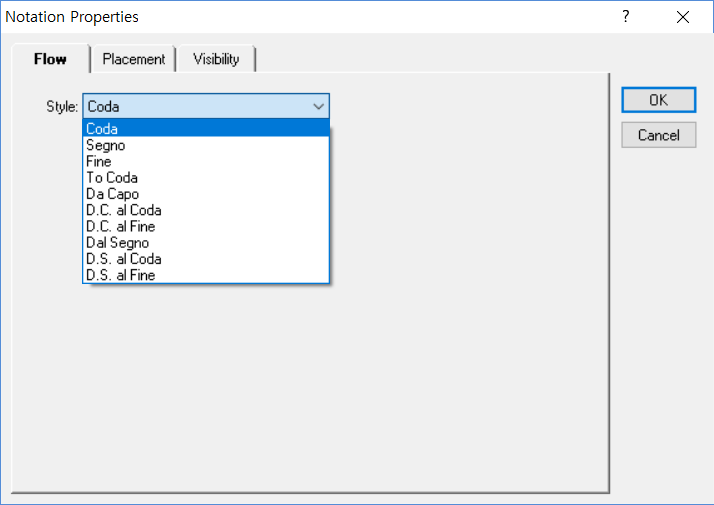 Notation Properties
?
Flow Placement Visibility
Style: Coda
OK
Coda
Segno
Cancel
Fine
To Coda
Da Capo
D.C. al Coda
D.C. al Fine
Dal Segno
D.S. al Coda
D.S. al Fine